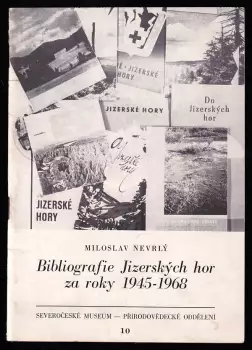 JIZERSKÉ
HORY
JIZERSKÉ HORY
Do
Jizerských
hor
JIZERSKÉ
HORY
MILOSLAV NEVRLÝ
Bibliografie Jizerských hor
za roky 1945-1968
SEVEROČESKÉ MUSEUM — PŘÍRODOVĚDECKÉ ODDĚLENÍ
10